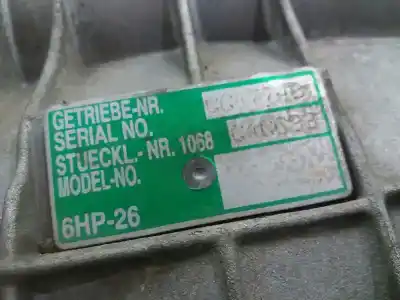 GETRIEBE-NR.
SERIAL NO.
STUECKL.-NR. 1068
MODEL-NO.
6HP-26